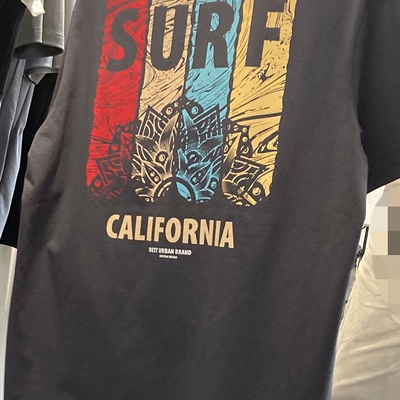 SURF
CALIFORNIA
BEST URBAN BRAND